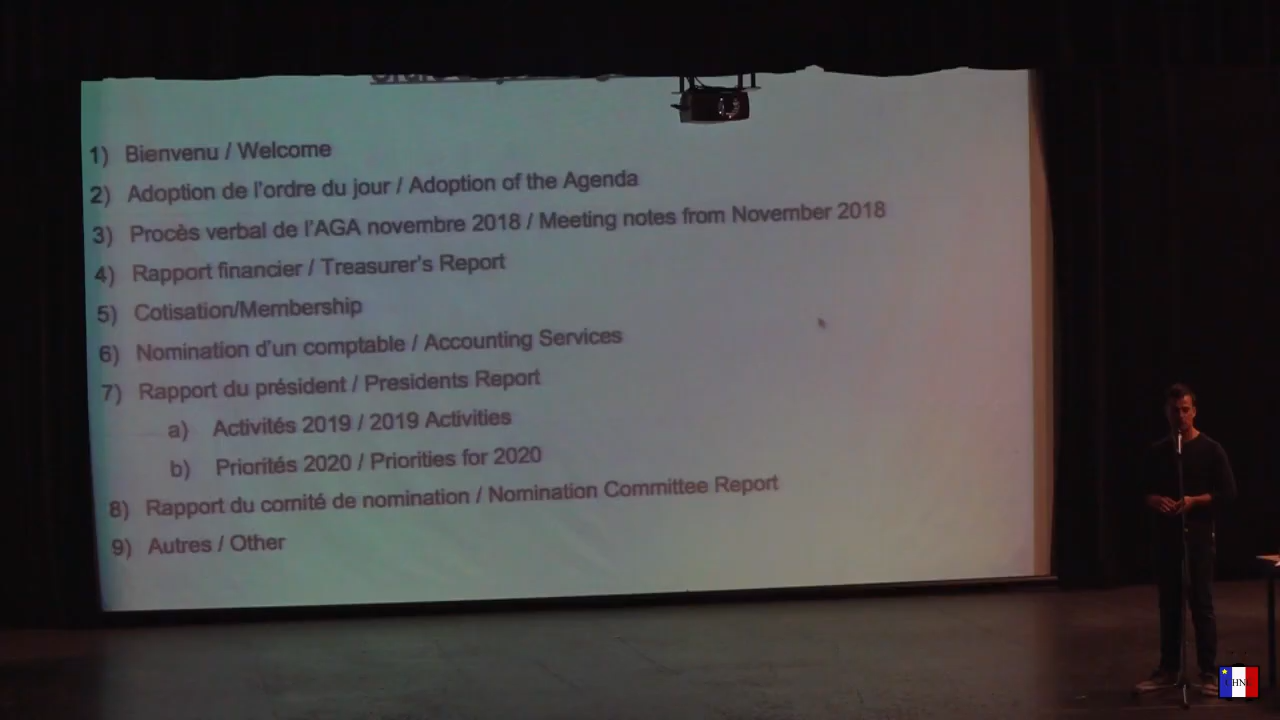 1) Bienvenu / Welcome
2) Adoption de l'ordre du jour / Adoption of the Agenda
3) Procès verbal de l'AGA novembre 2018 / Meeting notes from November 2018
4) Rapport financier / Treasurer's Report
5) Cotisation/Membership
6) Nomination d'un comptable / Accounting Services
7) Rapport du président / Presidents Report
a) Activités 2019 / 2019 Activities
b) Priorités 2020 / Priorities for 2020
8) Rapport du comité de nomination / Nomination Committee Report
9) Autres / Other